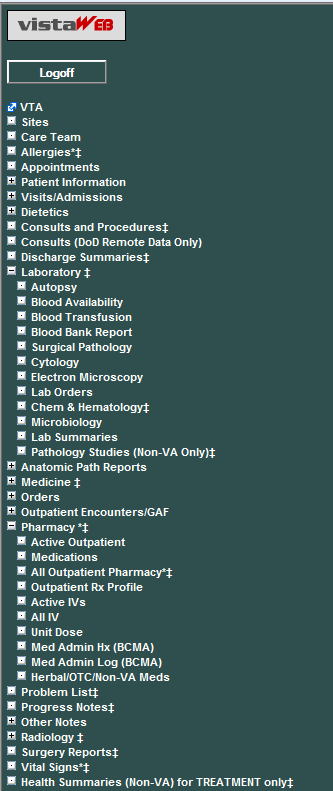 vistaWEB
Logoff
VTA
Sites
Care Team
Allergies*‡
Appointments
Patient Information
Visits/Admissions
Dietetics
Consults and Procedures‡
Consults (DoD Remote Data Only)
Discharge Summaries‡
Laboratory ‡
Autopsy
Blood Availability
Blood Transfusion
Blood Bank Report
Surgical Pathology
Cytology
Electron Microscopy
Lab Orders
Chem & Hematology‡
Microbiology
Lab Summaries
Pathology Studies (Non-VA Only)‡
Anatomic Path Reports
Medicine ‡
Orders
Outpatient Encounters/GAF
Pharmacy *‡
Active Outpatient
Medications
All Outpatient Pharmacy*‡
Outpatient Rx Profile
Active IVs
All IV
Unit Dose
Med Admin Hx (BCMA)
Med Admin Log (BCMA)
Herbal/OTC/Non-VA Meds
Problem List‡
Progress Notes‡
Other Notes
Radiology ‡
Surgery Reports‡
Vital Signs*‡
Health Summaries (Non-VA) for TREATMENT only‡